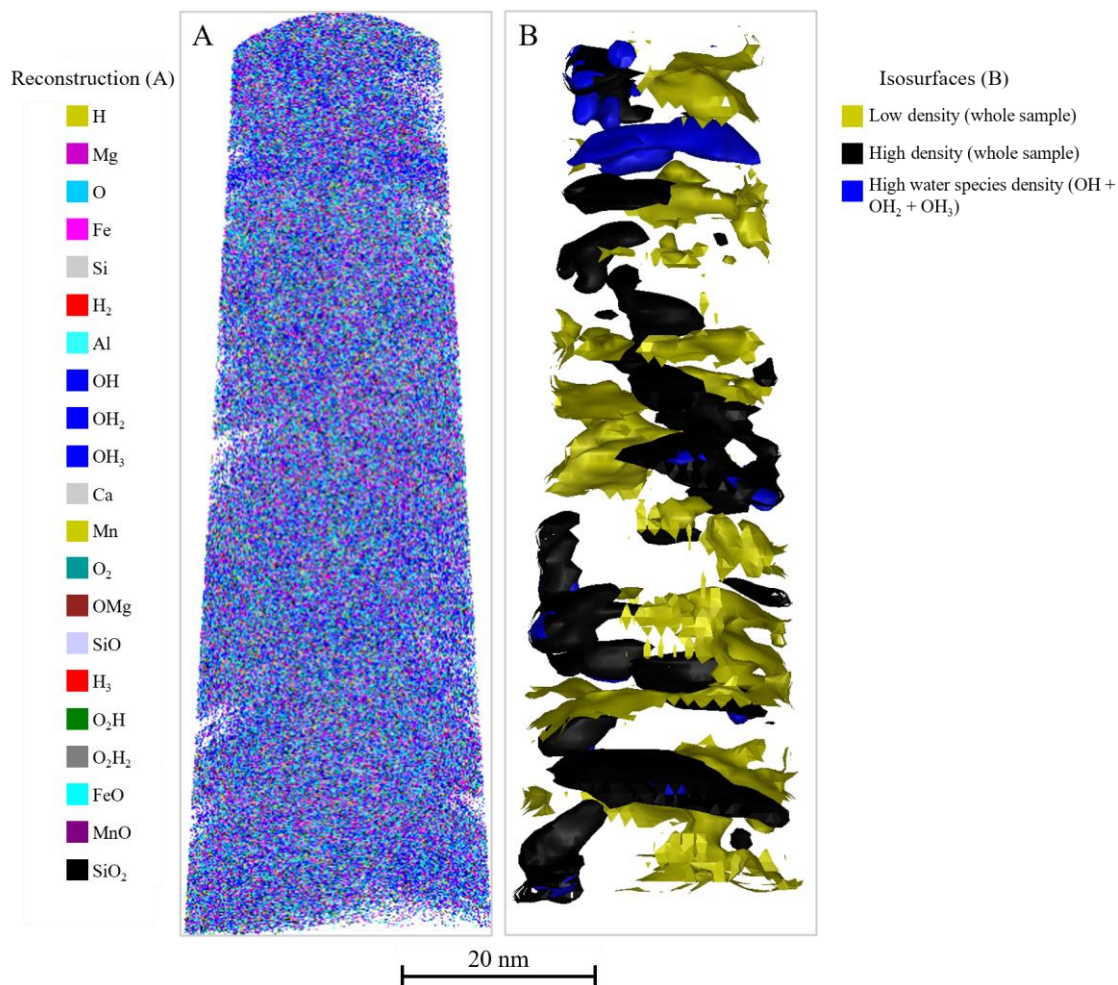 A
B
Reconstruction (A)
H
Mg
O
Fe
Si
H₂
Al
OH
OH₂
OH₃
Ca
Mn
O₂
OMg
SiO
H₃
O₂H
O₂H₂
FeO
MnO
SiO₂
Isosurfaces (B)
Low density (whole sample)
High density (whole sample)
High water species density (OH +
OH₂ + OH₃)
20 nm